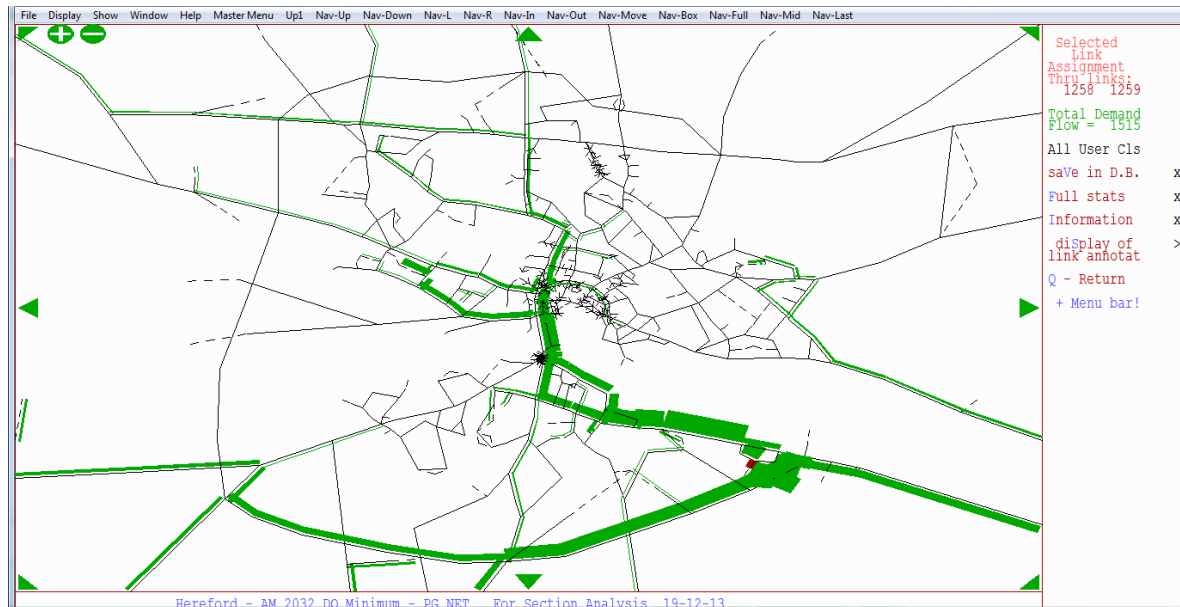 File Display Show Window Help Master Menu Up1 Nav-Up Nav-Down Nav-L Nav-R Nav-In Nav-Out Nav-Move Nav-Box Nav-Full Nav-Mid Nav-Last
Selected
Link
Assignment
Thru links:
1258 1259
Total Demand
Flow = 1515
All User Cls
saVe in D.B. x
Full stats x
Information x
diSplay of >
link annotat
Q - Return
+ Menu bar!
Hereford - AM 2032 DO Minimum - PG NET For Section Analysis 19-12-13